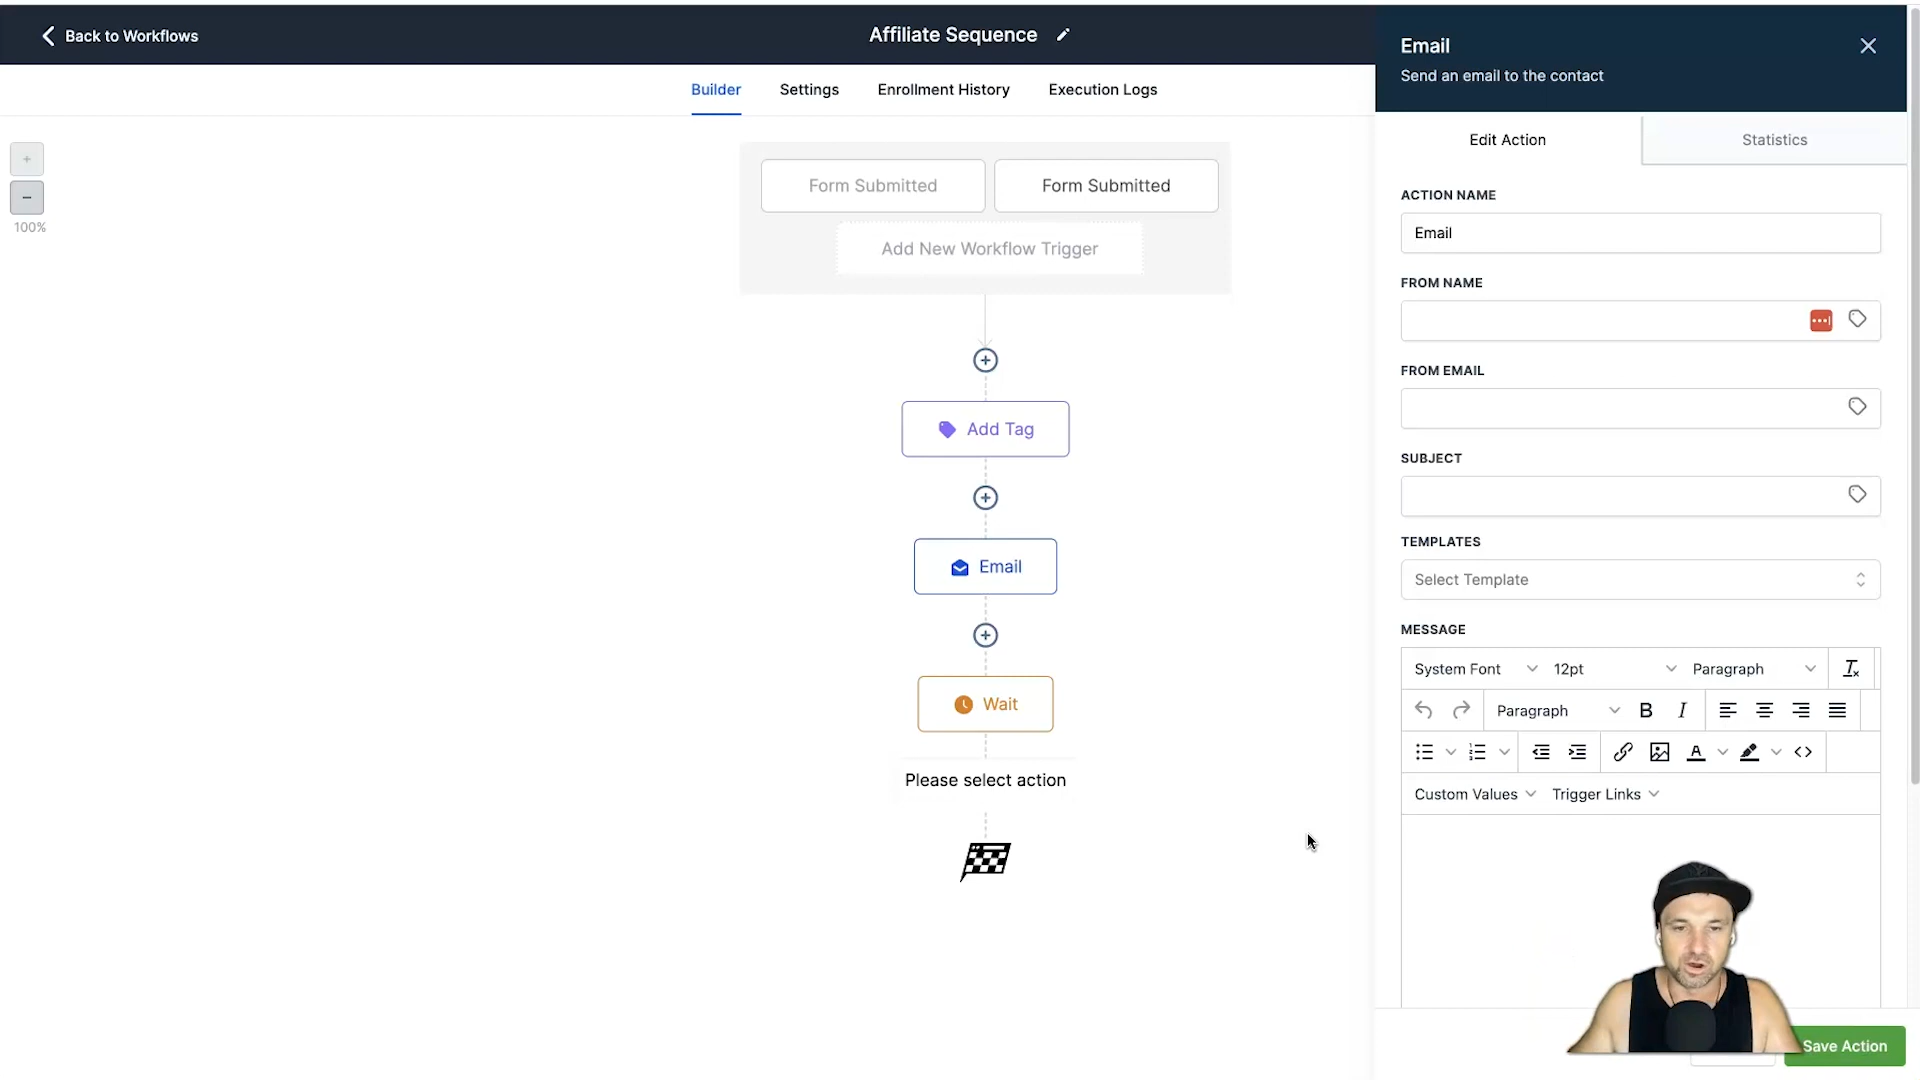 Back to Workflows
Affiliate Sequence
Builder
Settings
Enrollment History
Execution Logs
100%
Form Submitted
Form Submitted
Add New Workflow Trigger
Add Tag
Email
Wait
Please select action
Email
Send an email to the contact
Edit Action
Statistics
ACTION NAME
Email
FROM NAME
FROM EMAIL
SUBJECT
TEMPLATES
Select Template
MESSAGE
System Font
12pt
Paragraph
Paragraph
Custom Values
Trigger Links
Save Action